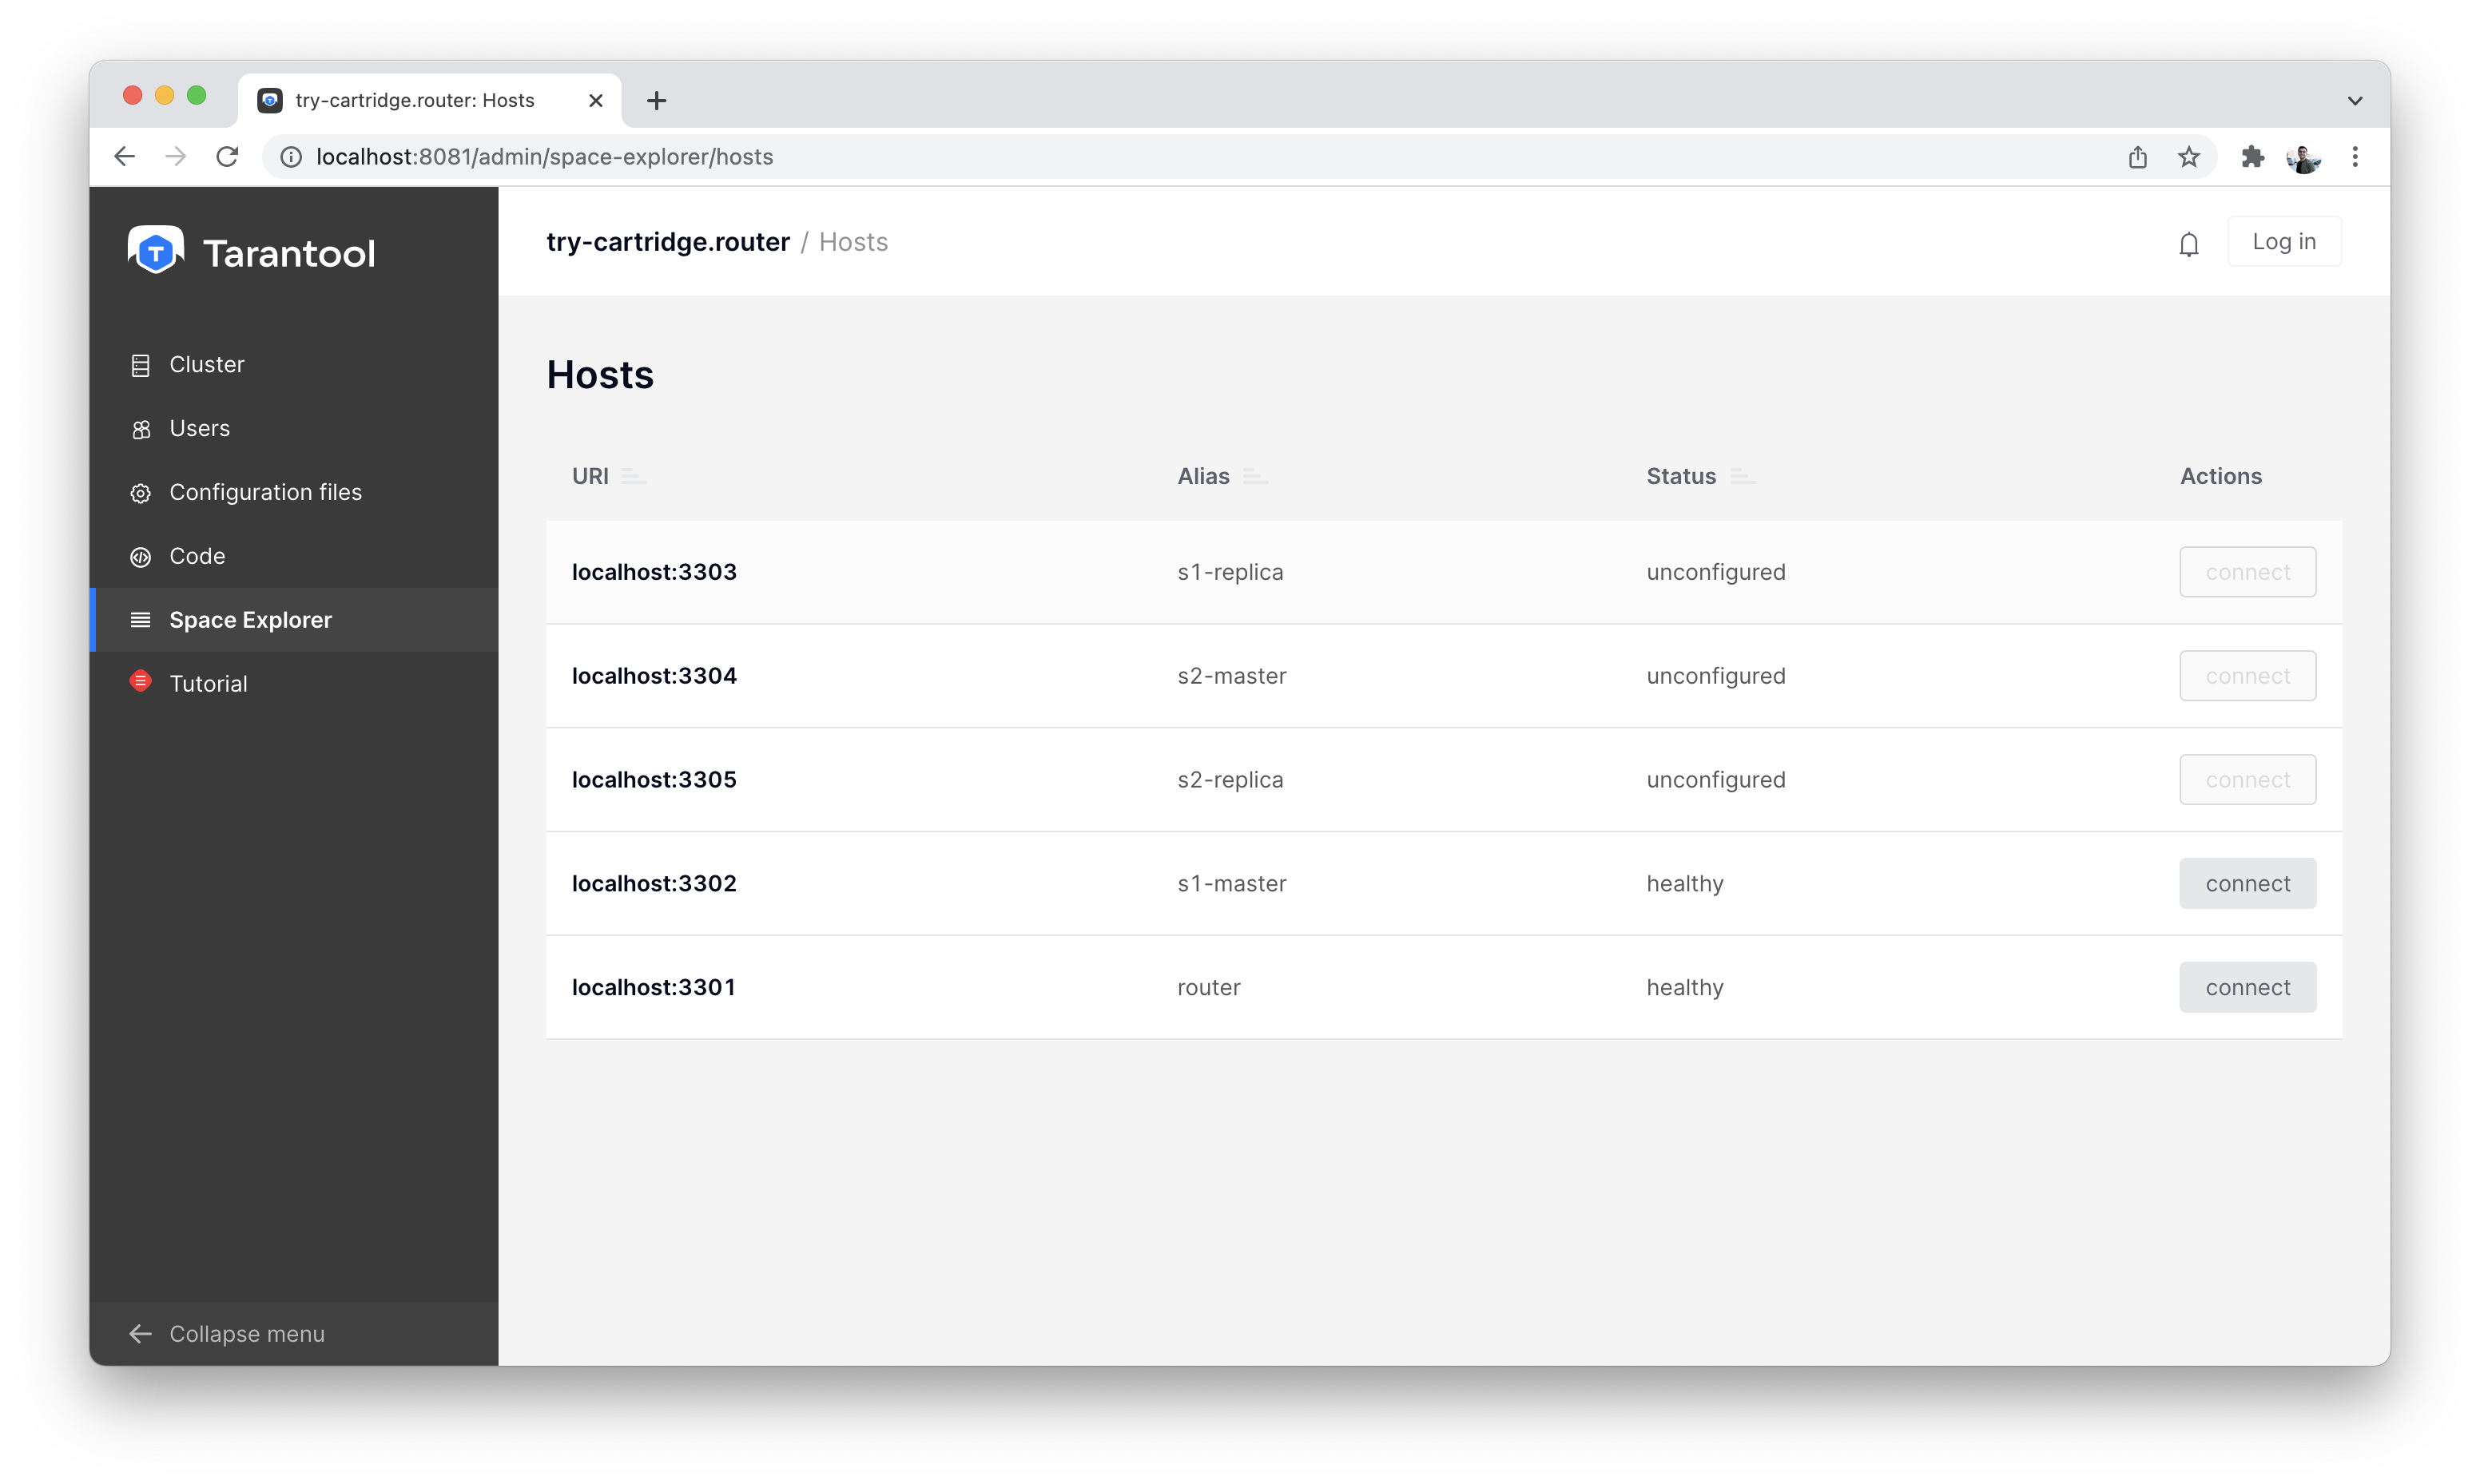 try-cartridge.router: Hosts
localhost:8081/admin/space-explorer/hosts
Tarantool
try-cartridge.router / Hosts
Log in
Cluster
Users
Configuration files
Code
Space Explorer
Tutorial
Collapse menu
Hosts
URI Alias Status Actions
localhost:3303 s1-replica unconfigured connect
localhost:3304 s2-master unconfigured connect
localhost:3305 s2-replica unconfigured connect
localhost:3302 s1-master healthy connect
localhost:3301 router healthy connect